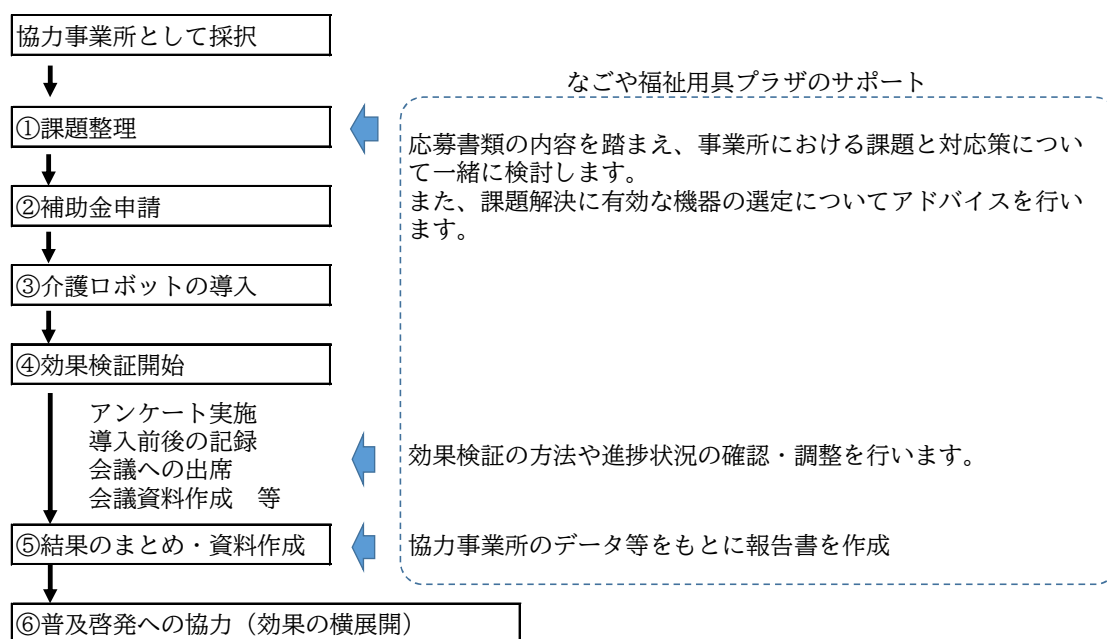 協力事業所として採択
なごや福祉用具プラザのサポート
①課題整理
応募書類の内容を踏まえ、事業所における課題と対応策につい
て一緒に検討します。
また、課題解決に有効な機器の選定についてアドバイスを行い
ます。
②補助金申請
③介護ロボットの導入
④効果検証開始
アンケート実施
導入前後の記録
会議への出席
会議資料作成　等
効果検証の方法や進捗状況の確認・調整を行います。
⑤結果のまとめ・資料作成
協力事業所のデータ等をもとに報告書を作成
⑥普及啓発への協力（効果の横展開）